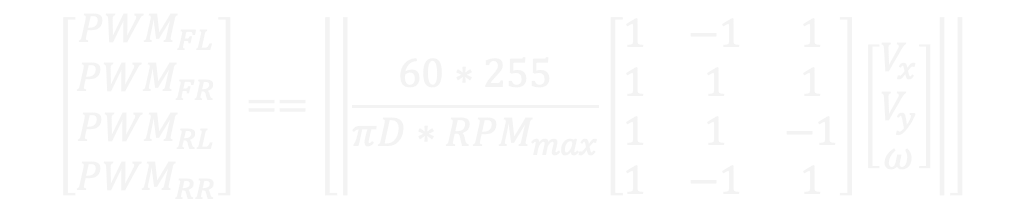 [PWM_FL PWM_FR PWM_RL PWM_RR] == ⌊|(60 * 255)/(πD * RPM_max) [1 −1 1; 1 1 1; 1 1 −1; 1 −1 1] [V_x V_y ω]|⌋